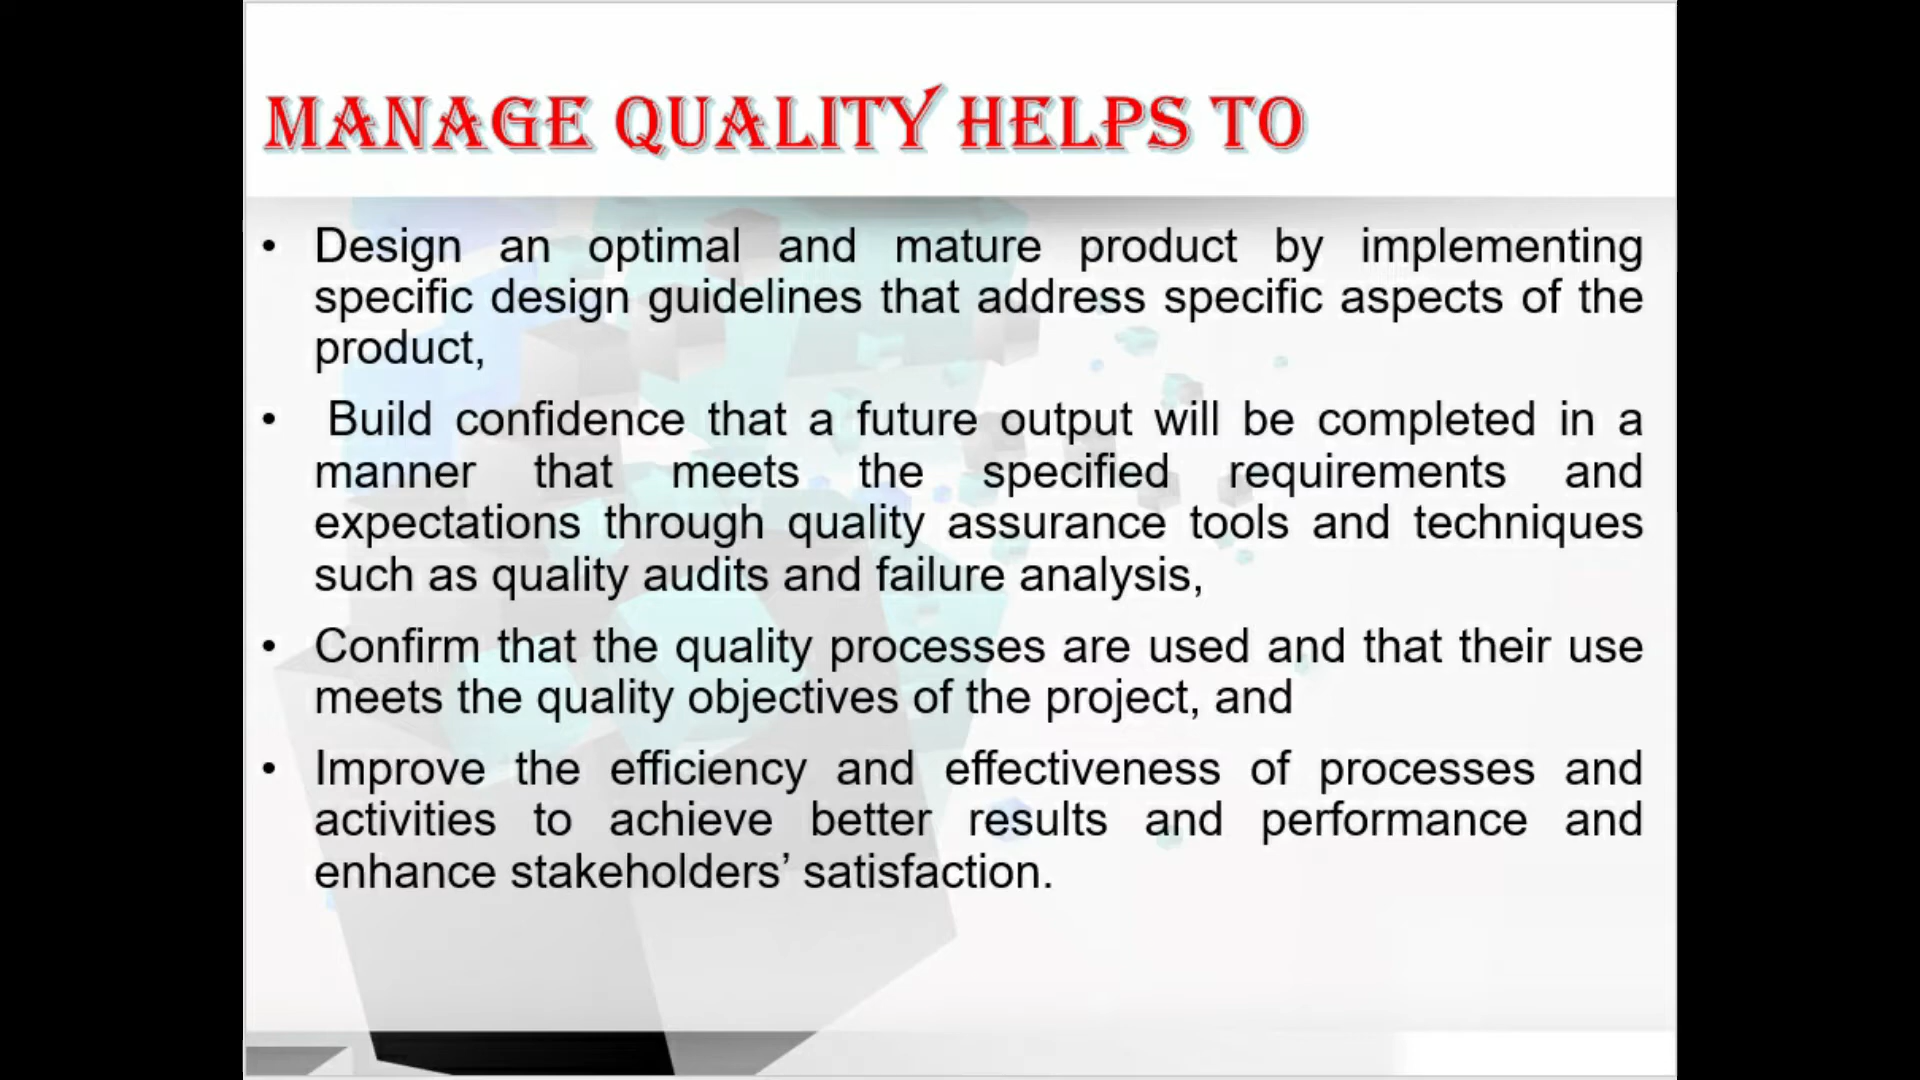 MANAGE QUALITY HELPS TO
• Design an optimal and mature product by implementing
specific design guidelines that address specific aspects of the
product,
• Build confidence that a future output will be completed in a
manner that meets the specified requirements and
expectations through quality assurance tools and techniques
such as quality audits and failure analysis,
• Confirm that the quality processes are used and that their use
meets the quality objectives of the project, and
• Improve the efficiency and effectiveness of processes and
activities to achieve better results and performance and
enhance stakeholders’ satisfaction.